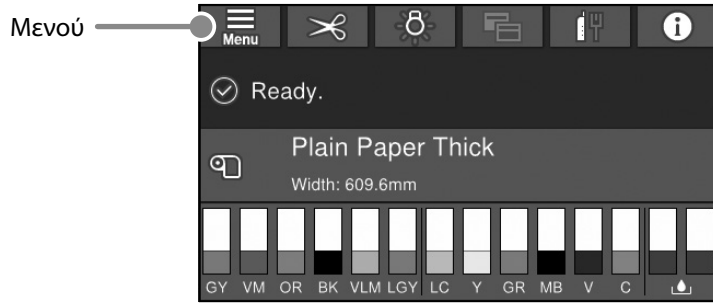 Μενού
Menu
Ready.
Plain Paper Thick
Width: 609.6mm
GY VM OR BK VLM LGY LC Y GR MB V C